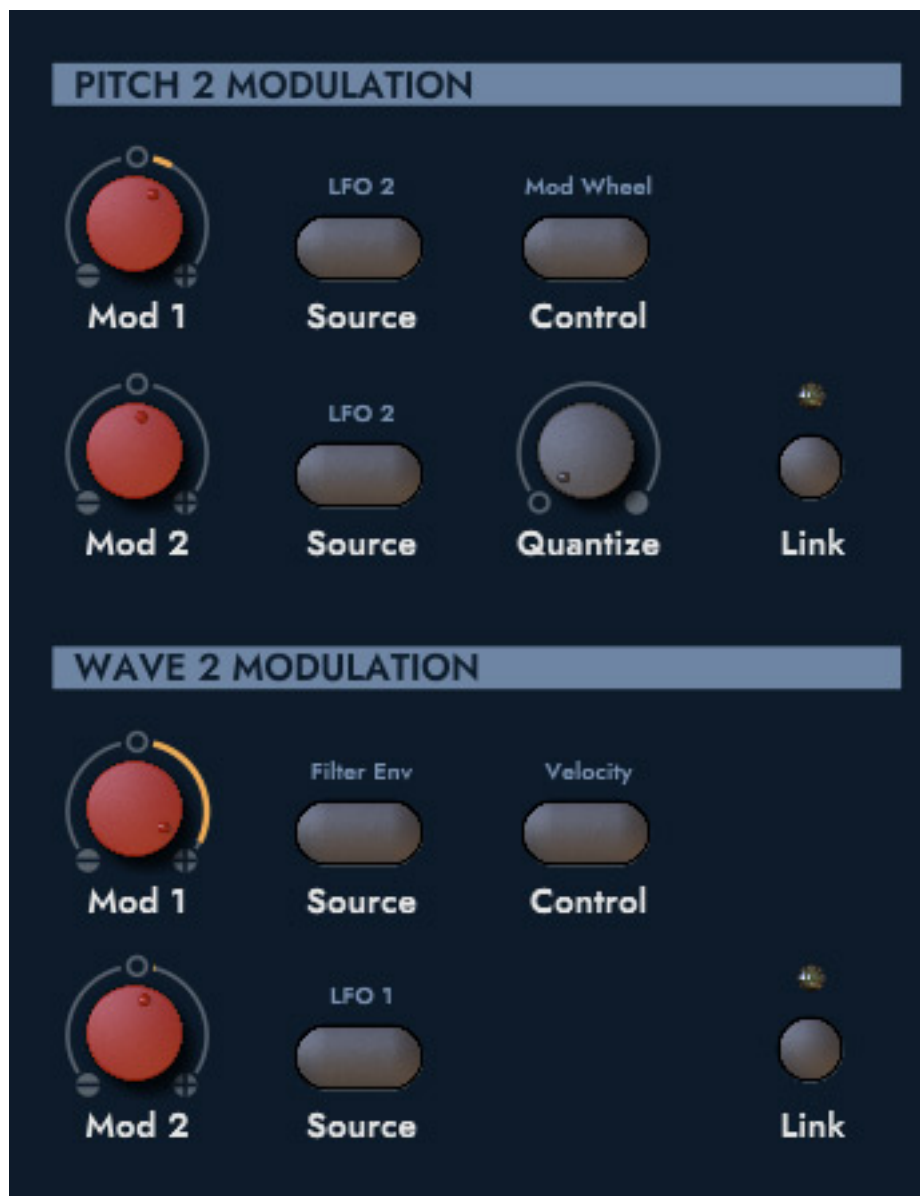 PITCH 2 MODULATION
LFO 2
Mod Wheel
Mod 1
Source
Control
LFO 2
Mod 2
Source
Quantize
Link
WAVE 2 MODULATION
Filter Env
Velocity
Mod 1
Source
Control
LFO 1
Mod 2
Source
Link